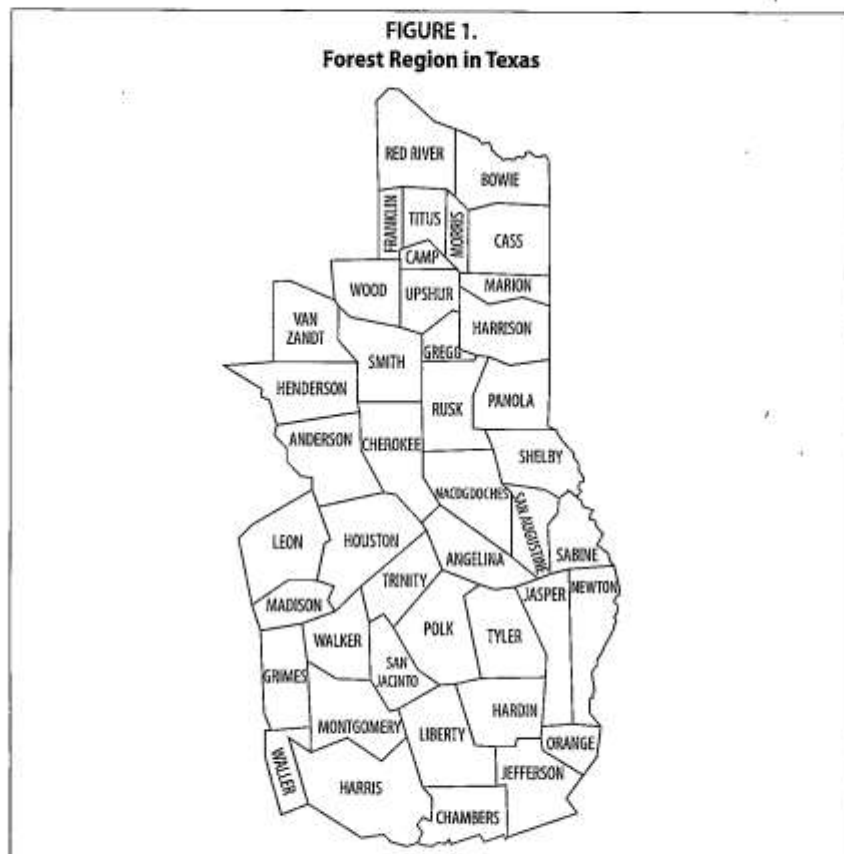 FIGURE 1.
Forest Region in Texas
RED RIVER
BOWIE
FRANKLIN
TITUS
MORRIS
CASS
CAMP
WOOD
UPSHUR
MARION
VAN
ZANDT
HARRISON
SMITH
GREGG
HENDERSON
RUSK
PANOLA
ANDERSON
CHEROKEE
SHELBY
NACOGDOCHES
SAN AUGUSTINE
LEON
HOUSTON
ANGELINA
SABINE
TRINITY
JASPER
NEWTON
MADISON
WALKER
POLK
TYLER
GRIMES
SAN
JACINTO
MONTGOMERY
LIBERTY
HARDIN
ORANGE
WALLER
HARRIS
JEFFERSON
CHAMBERS